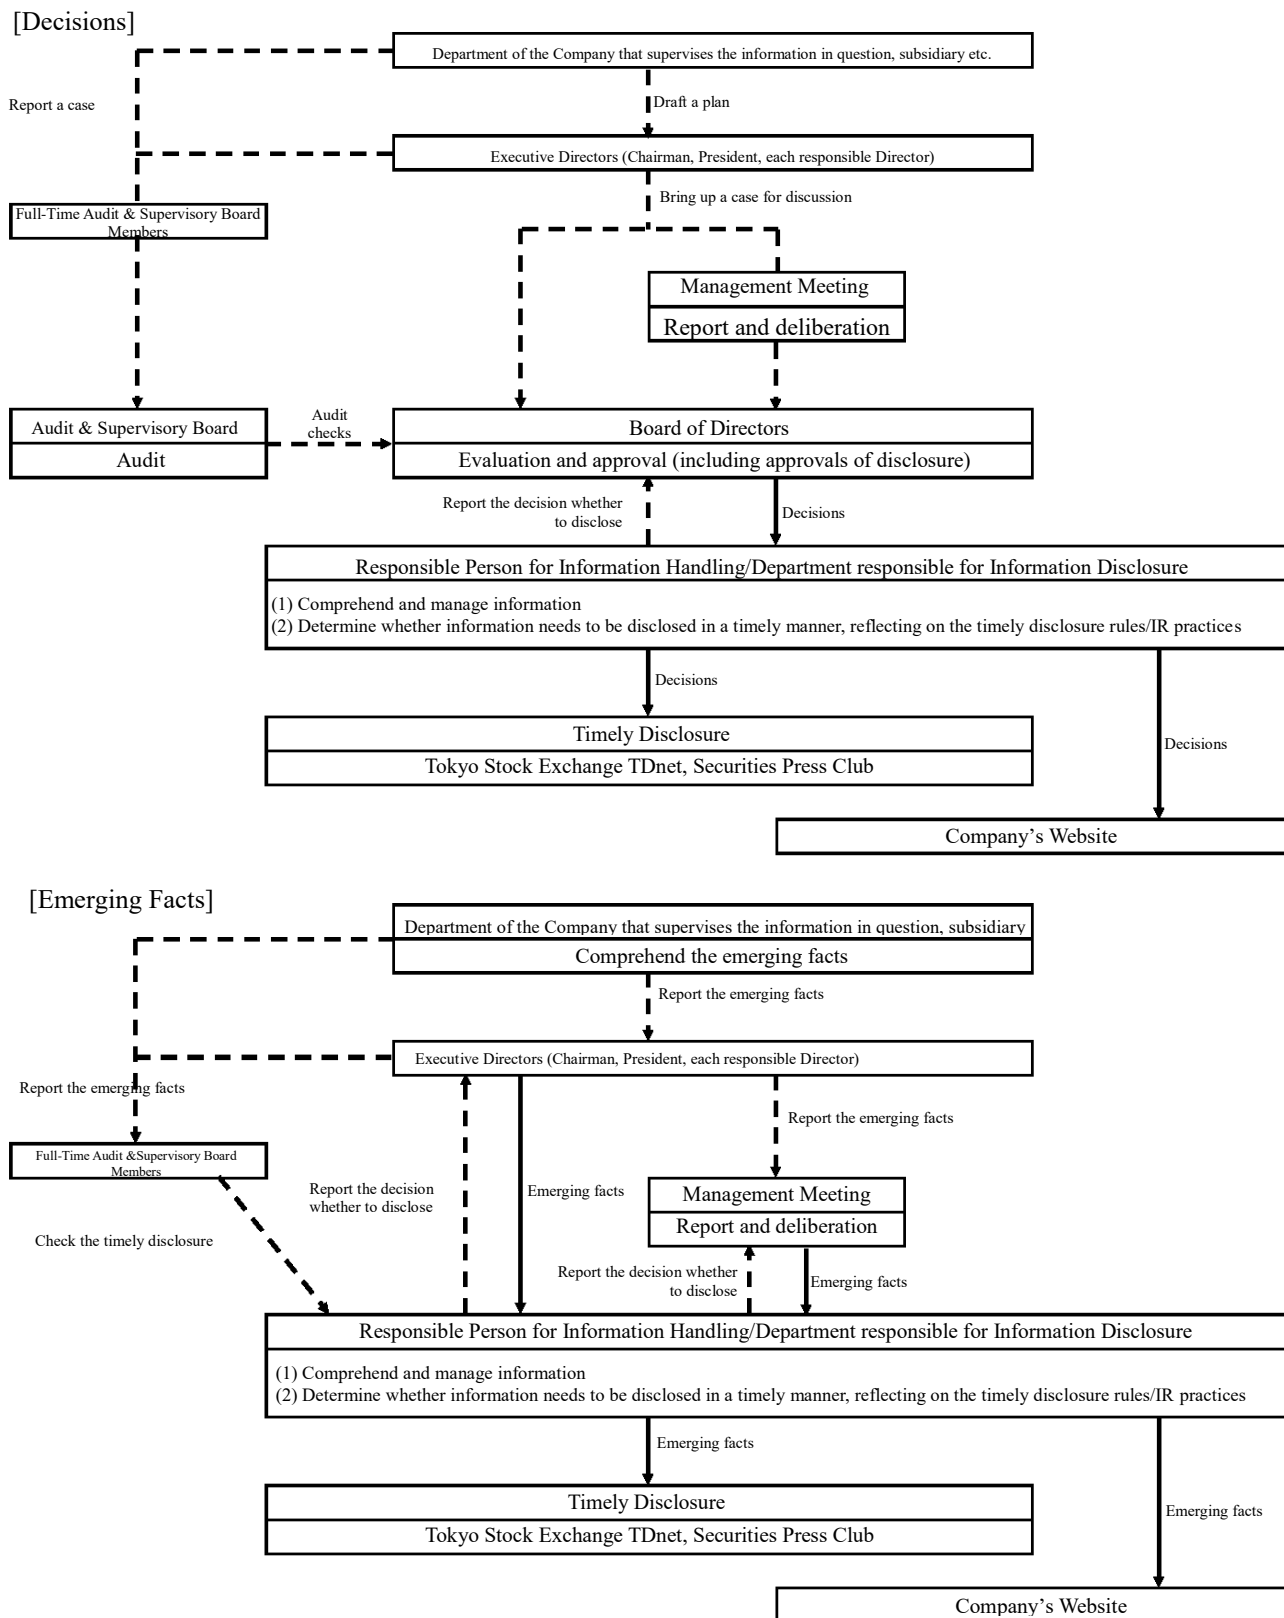 [Decisions]
Department of the Company that supervises the information in question, subsidiary etc.
Report a case
Draft a plan
Executive Directors (Chairman, President, each responsible Director)
Bring up a case for discussion
Full-Time Audit & Supervisory Board
Members
Management Meeting
Report and deliberation
Audit & Supervisory Board
Audit
Audit
checks
Board of Directors
Evaluation and approval (including approvals of disclosure)
Report the decision whether
to disclose
Decisions
Responsible Person for Information Handling/Department responsible for Information Disclosure
(1) Comprehend and manage information
(2) Determine whether information needs to be disclosed in a timely manner, reflecting on the timely disclosure rules/IR practices
Decisions
Timely Disclosure
Tokyo Stock Exchange TDnet, Securities Press Club
Decisions
Company’s Website
[Emerging Facts]
Department of the Company that supervises the information in question, subsidiary
Comprehend the emerging facts
Report the emerging facts
Executive Directors (Chairman, President, each responsible Director)
Report the emerging facts
Report the emerging facts
Full-Time Audit &Supervisory Board
Members
Report the decision
whether to disclose
Emerging facts
Management Meeting
Report and deliberation
Check the timely disclosure
Report the decision whether
to disclose
Emerging facts
Responsible Person for Information Handling/Department responsible for Information Disclosure
(1) Comprehend and manage information
(2) Determine whether information needs to be disclosed in a timely manner, reflecting on the timely disclosure rules/IR practices
Emerging facts
Timely Disclosure
Tokyo Stock Exchange TDnet, Securities Press Club
Emerging facts
Company’s Website